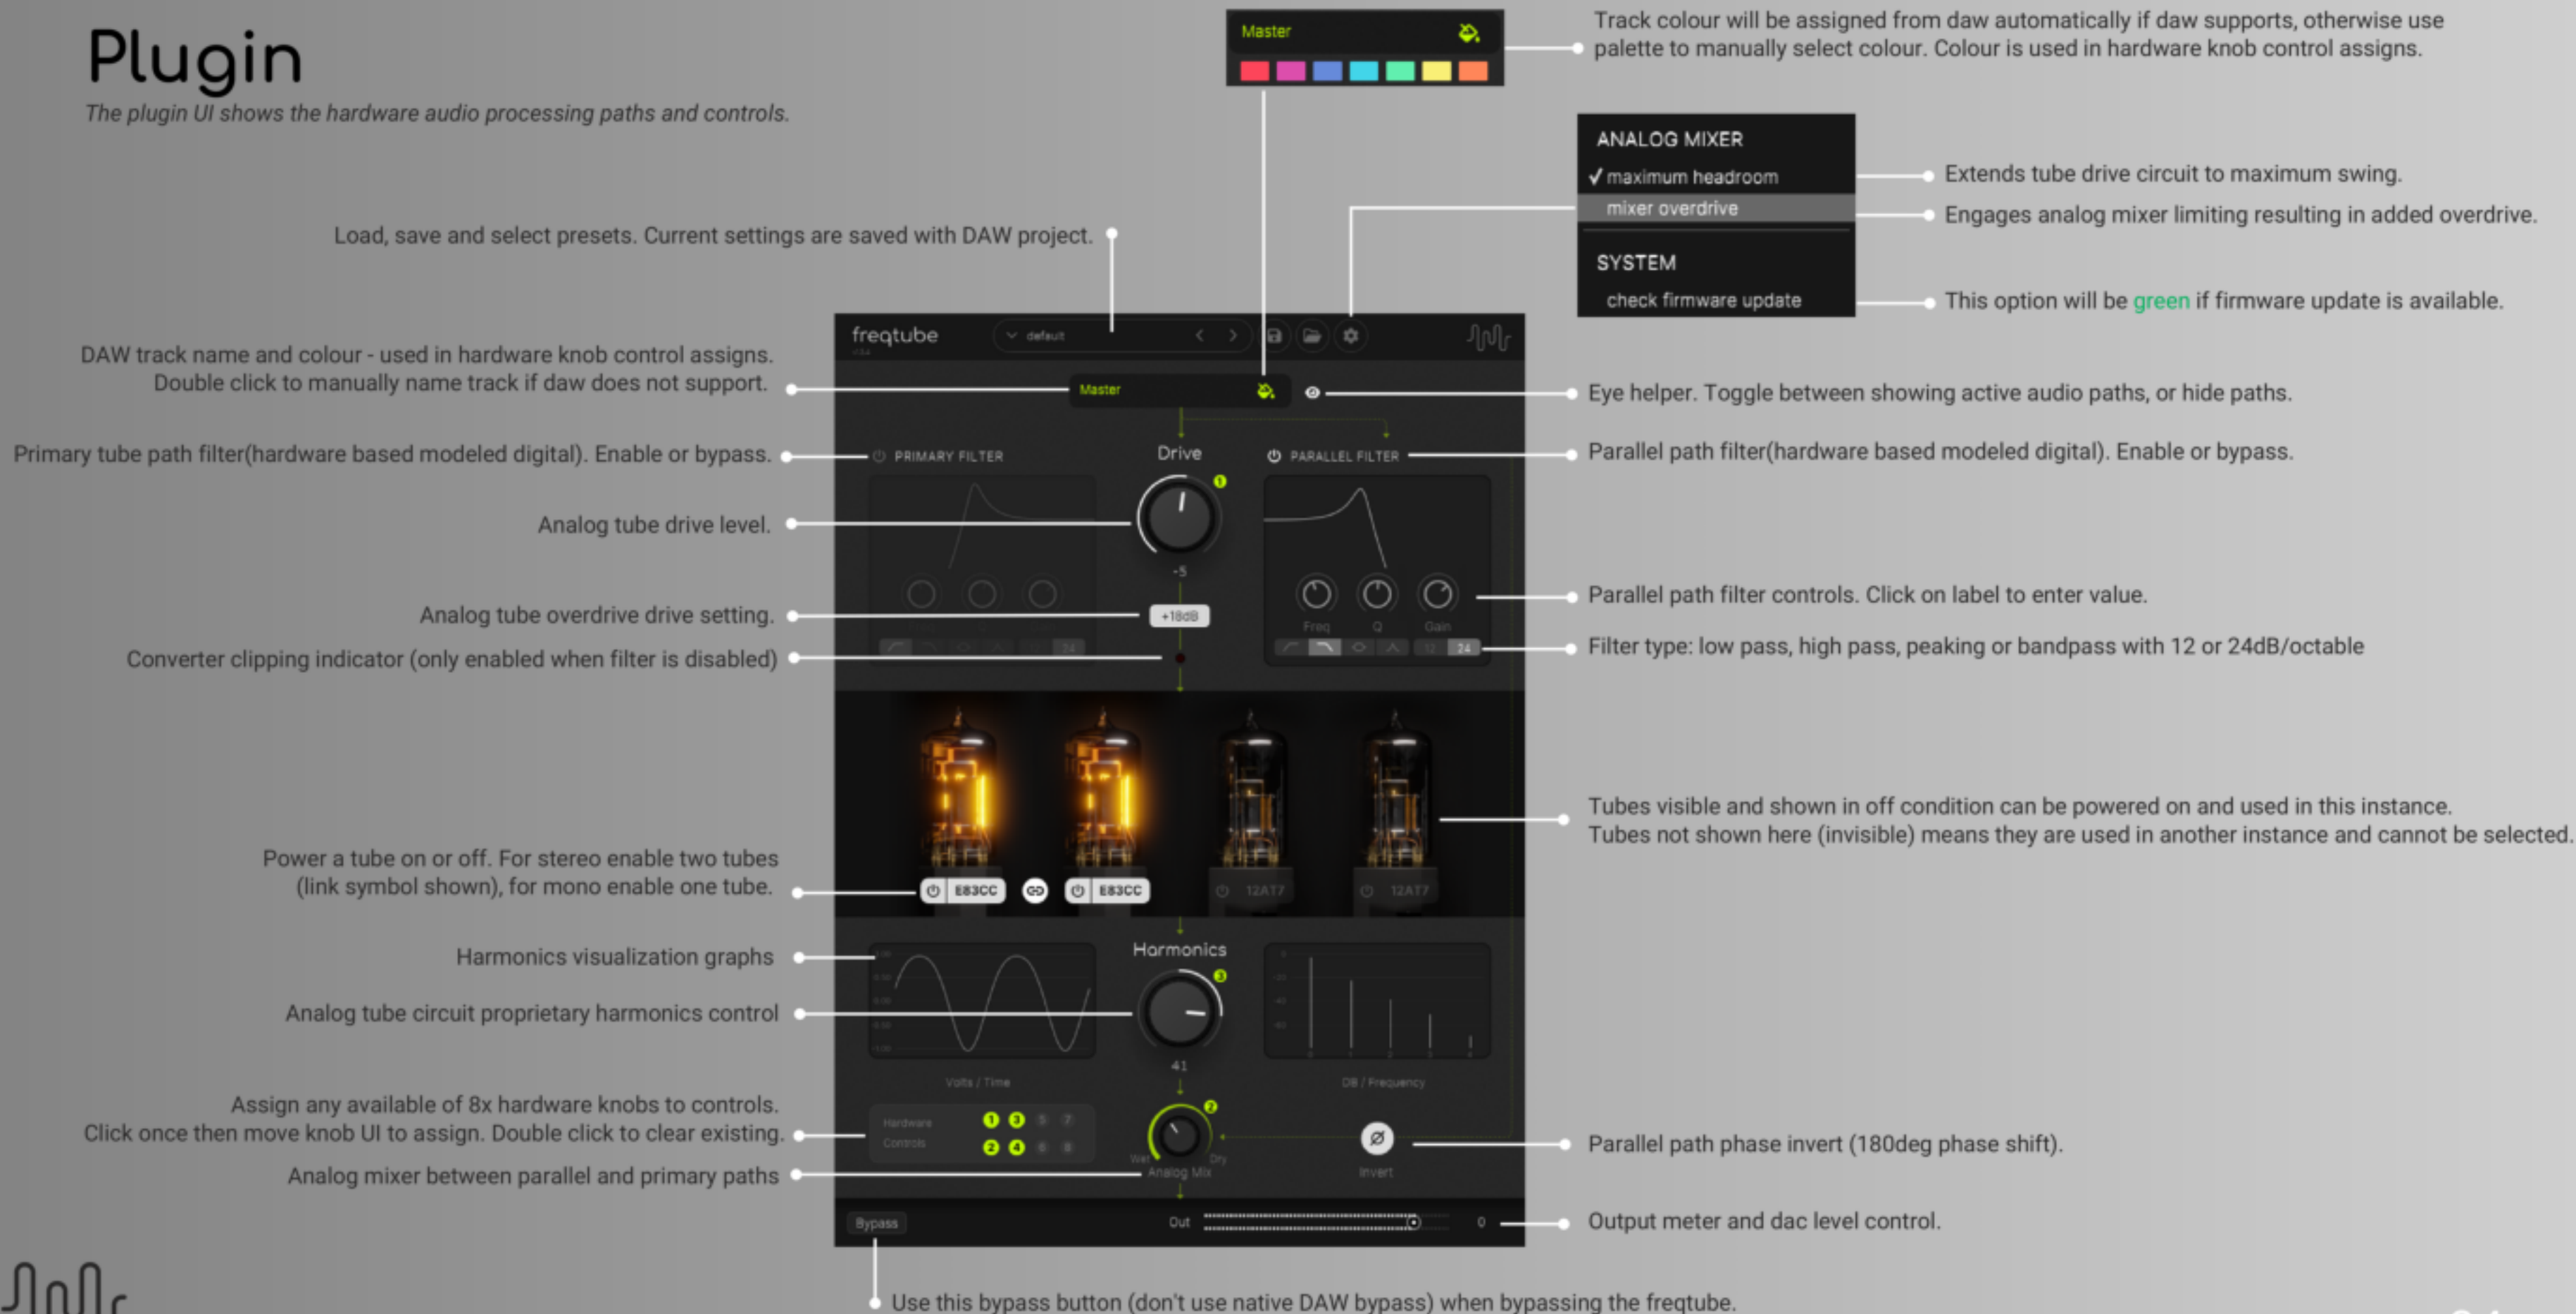 Plugin
The plugin UI shows the hardware audio processing paths and controls.
Master
Track colour will be assigned from daw automatically if daw supports, otherwise use
palette to manually select colour. Colour is used in hardware knob control assigns.
ANALOG MIXER
✓ maximum headroom
mixer overdrive
SYSTEM
check firmware update
Extends tube drive circuit to maximum swing.
Engages analog mixer limiting resulting in added overdrive.
This option will be green if firmware update is available.
Load, save and select presets. Current settings are saved with DAW project.
freqtube
default
DAW track name and colour - used in hardware knob control assigns.
Double click to manually name track if daw does not support.
Master
Eye helper. Toggle between showing active audio paths, or hide paths.
Primary tube path filter(hardware based modeled digital). Enable or bypass.
PRIMARY FILTER
Drive
1
PARALLEL FILTER
Parallel path filter(hardware based modeled digital). Enable or bypass.
Analog tube drive level.
-5
Analog tube overdrive drive setting.
+18dB
Freq
Q
Gain
Parallel path filter controls. Click on label to enter value.
Converter clipping indicator (only enabled when filter is disabled)
24
12
24
Filter type: low pass, high pass, peaking or bandpass with 12 or 24dB/octable
Tubes visible and shown in off condition can be powered on and used in this instance.
Tubes not shown here (invisible) means they are used in another instance and cannot be selected.
Power a tube on or off. For stereo enable two tubes
(link symbol shown), for mono enable one tube.
E83CC
E83CC
12AT7
12AT7
Harmonics visualization graphs
Harmonics
3
Analog tube circuit proprietary harmonics control
41
Volts / Time
DB / Frequency
Assign any available of 8x hardware knobs to controls.
Click once then move knob UI to assign. Double click to clear existing.
Hardware
Controls
1 3 5 7
2 4 6 8
2
Wet
Dry
Analog Mix
Invert
Parallel path phase invert (180deg phase shift).
Analog mixer between parallel and primary paths
Bypass
Out
0
Output meter and dac level control.
Use this bypass button (don't use native DAW bypass) when bypassing the freqtube.